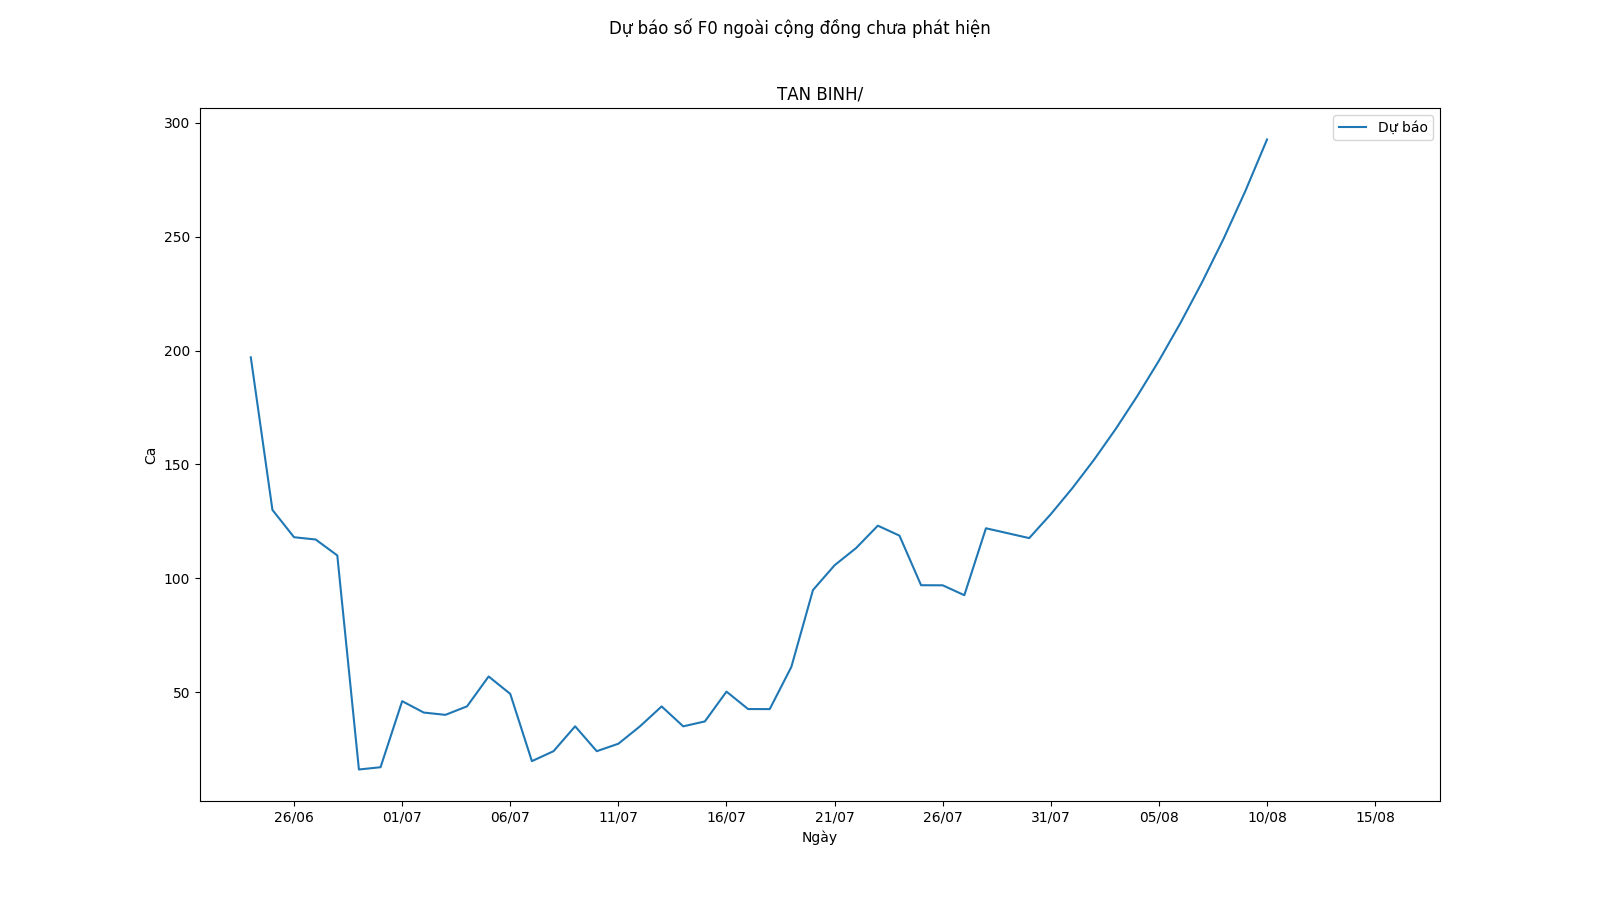 Dự báo số F0 ngoài cộng đồng chưa phát hiện
TAN BINH/
Dự báo
300
250
200
150
100
50
Ca
26/06 01/07 06/07 11/07 16/07 21/07 26/07 31/07 05/08 10/08 15/08
Ngày